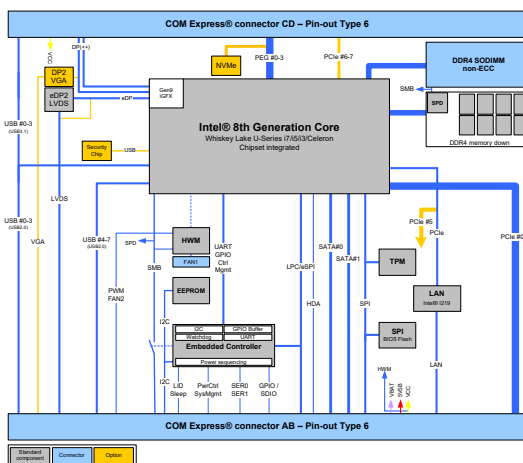 COM Express® connector CD – Pin-out Type 6
VCC
DP(++)
NVMe
PEG #0-3
PCIe #6-7
DDR4 SODIMM
non-ECC
DP2
VGA
eDP2
LVDS
eDP
Gen9
IGFX
SMB
SPD
DDR4 memory down
Intel® 8th Generation Core
Whiskey Lake U-Series i7/i5/i3/Celeron
Chipset integrated
USB #0-3
(USB3.1)
Security
Chip
USB
LVDS
USB #0-3
(USB2.0)
VGA
USB #4-7
(USB2.0)
SPD
HWM
FAN1
SMB
PWM
FAN2
UART
GPIO
Ctrl
Mgmt
LPC/eSPI
HDA
SATA#0
SATA#1
SPI
PCIe #5
PCIe
TPM
LAN
Intel® I219
EEPROM
I2C
I2C
GPIO Buffer
Watchdog
UART
Embedded Controller
Power sequencing
SPI
BIOS Flash
HWM
VBAT
5VSB
VCC
LAN
I2C
LID
Sleep
PwrCtrl
SysMgmt
SER0
SER1
GPIO /
SDIO
COM Express® connector AB – Pin-out Type 6
Standard
component
Connector
Option